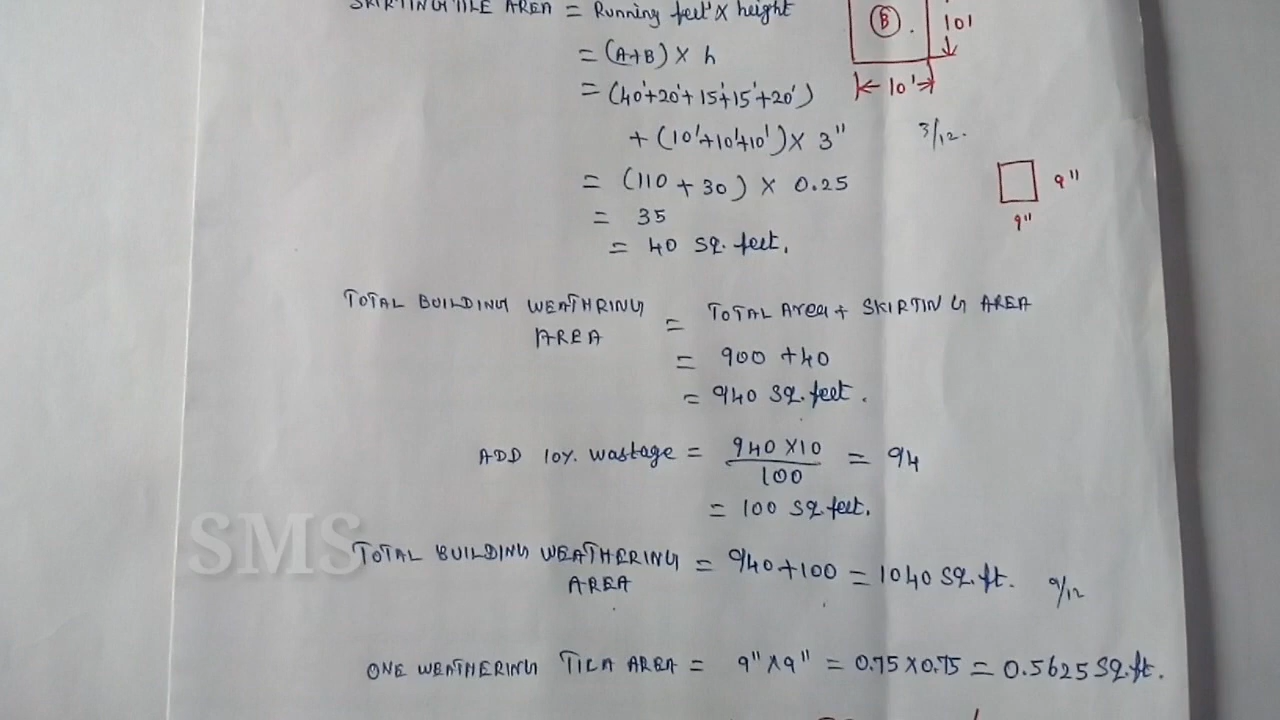 SKIRTING TILE AREA = Running feet X height
(B)
10'
= (A+B) X h
= (40'+20'+15'+15'+20')
10'
+ (10'+10'+10') X 3"
3/12.
= (110 + 30) X 0.25
9"
= 35
9"
= 40 SQ. feet.
TOTAL BUILDING WEATHRING AREA = TOTAL Area + SKIRTING AREA
= 900 + 40
= 940 SQ. feet.
ADD 10%. wastage = 940 X10 / 100 = 94
= 100 SQ feet.
SMS
TOTAL BUILDING WEATHERING AREA = 940+100 = 1040 SQ. ft.
9/12
ONE WEATHERING TILA AREA = 9" X 9" = 0.75 X 0.75 = 0.5625 SQ. ft.